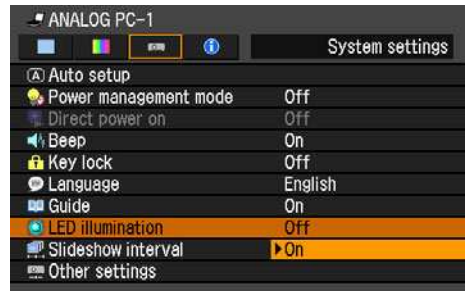 ANALOG PC-1
System settings
Auto setup
Power management mode Off
Direct power on Off
Beep On
Key lock Off
Language English
Guide On
LED illumination Off
Slideshow interval On
Other settings